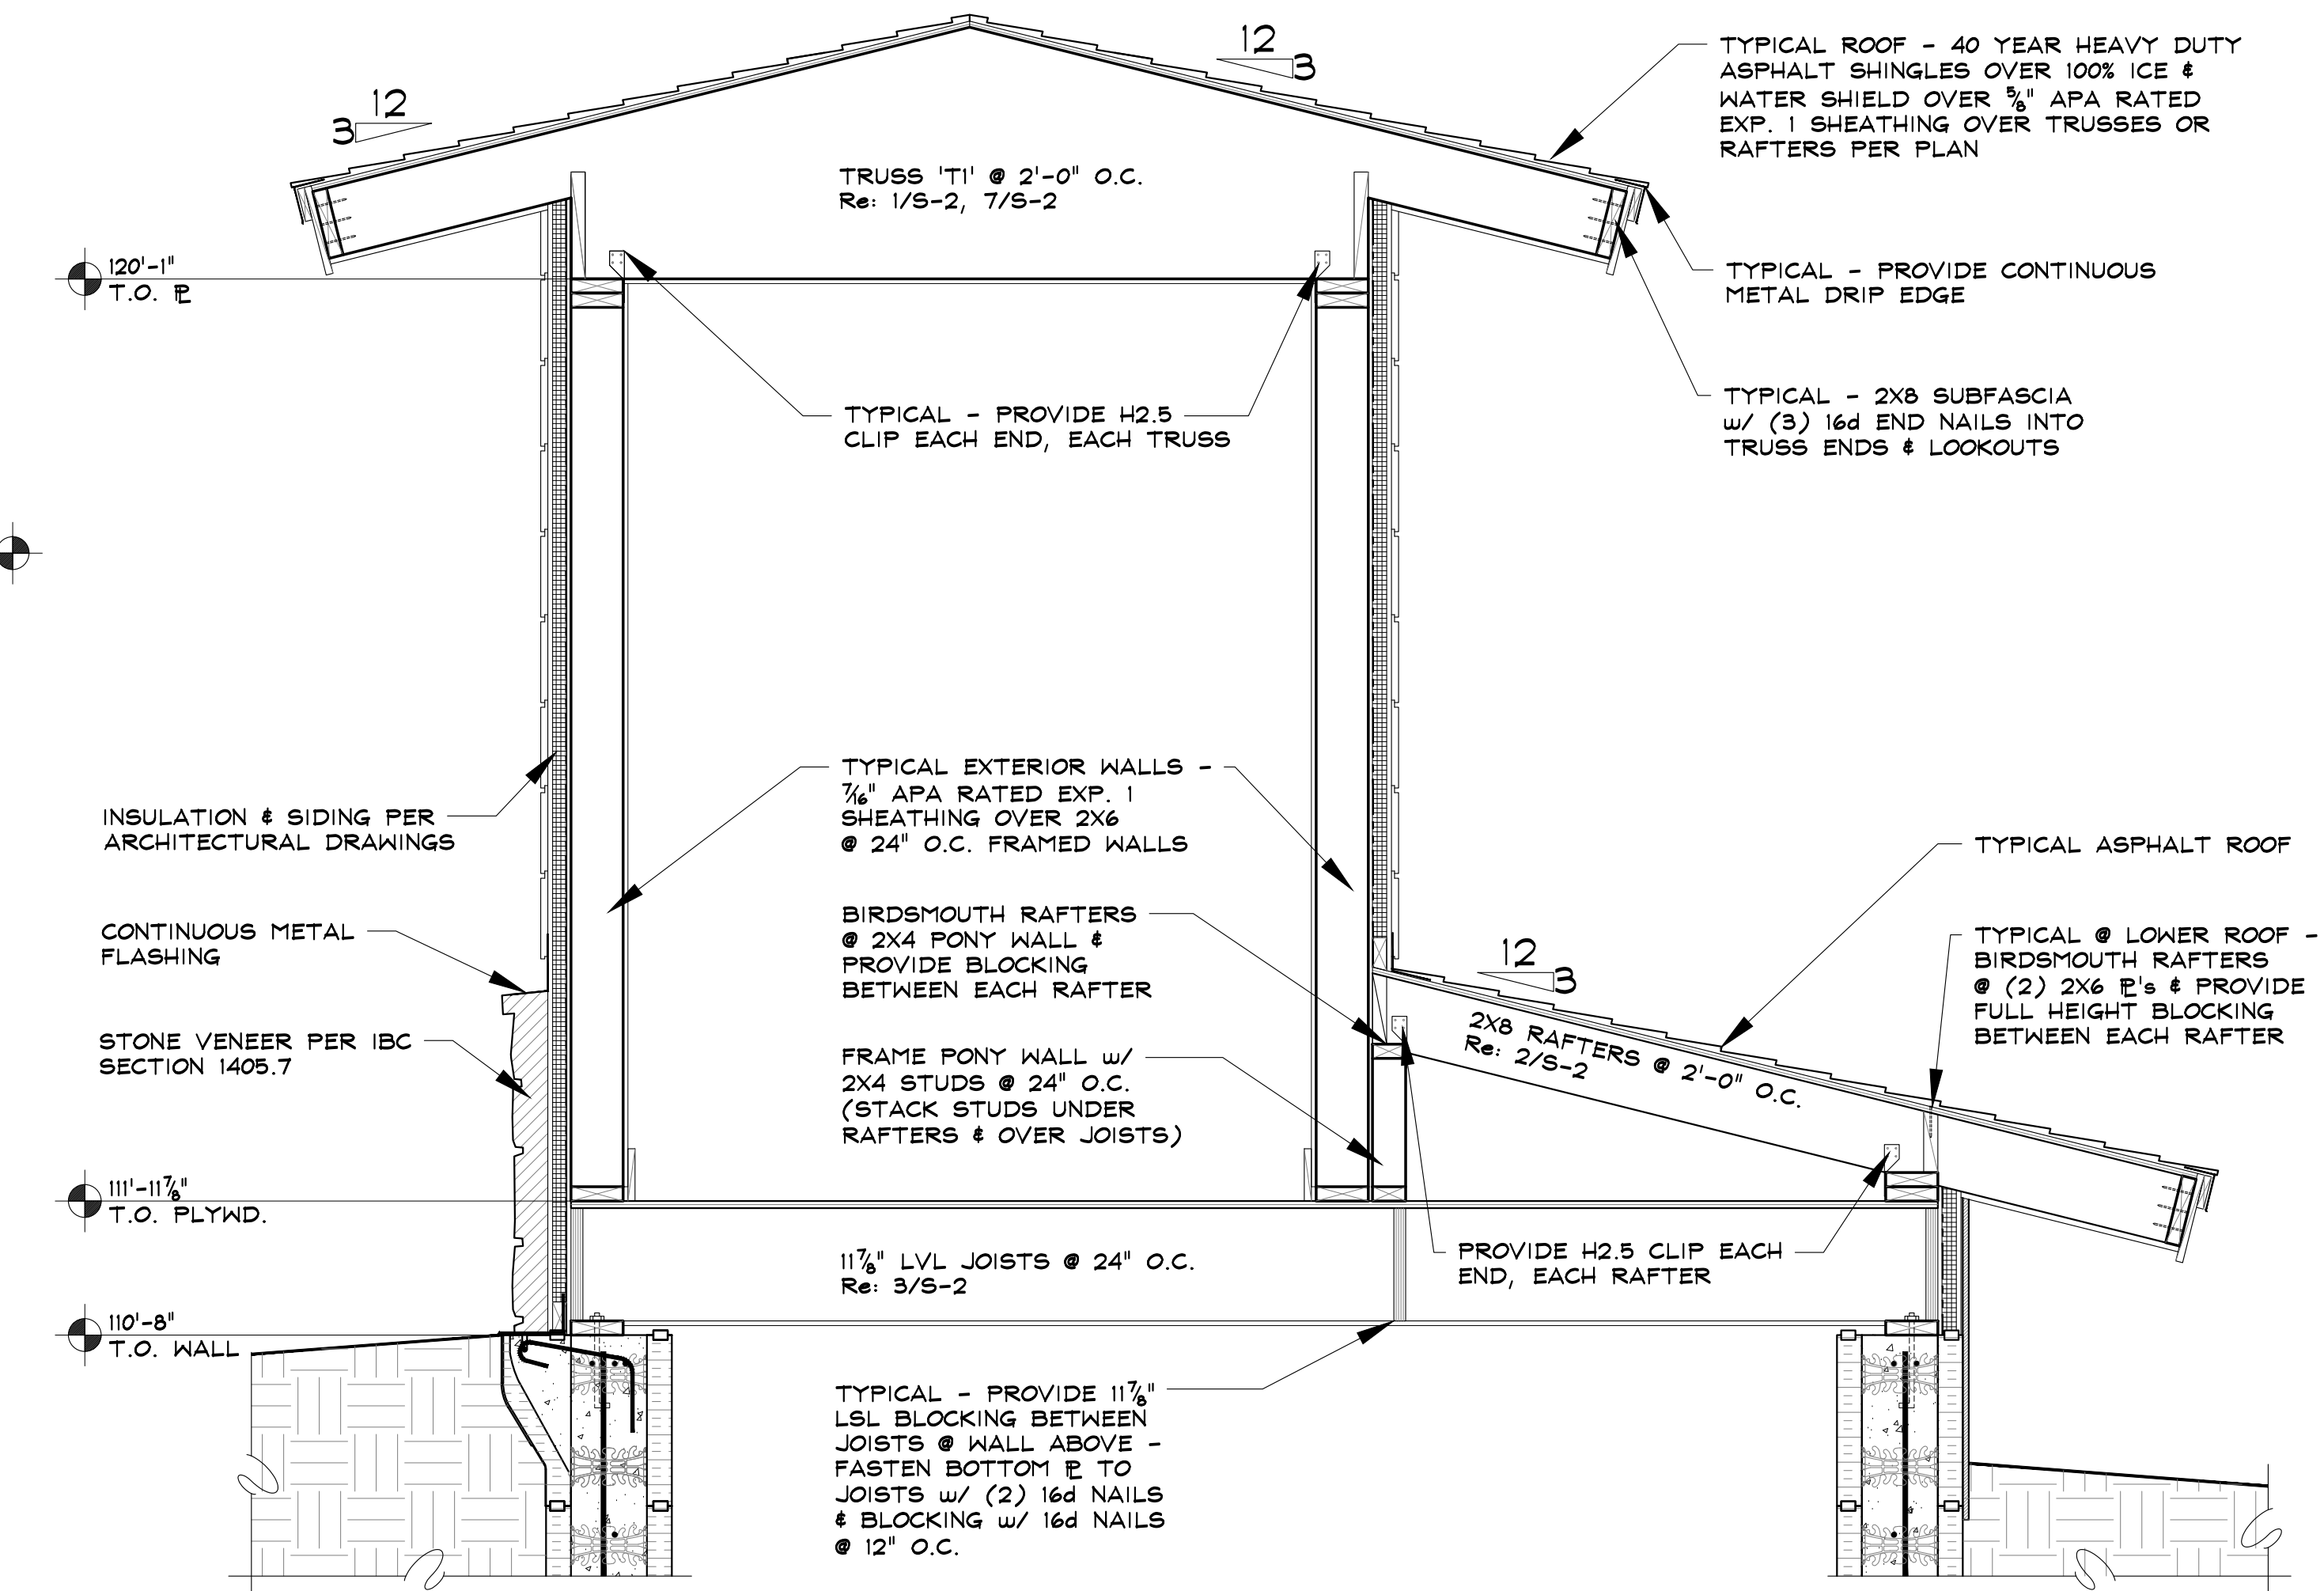 12
3
12
3
TYPICAL ROOF - 40 YEAR HEAVY DUTY
ASPHALT SHINGLES OVER 100% ICE &
WATER SHIELD OVER ⅝" APA RATED
EXP. 1 SHEATHING OVER TRUSSES OR
RAFTERS PER PLAN
TRUSS 'T1' @ 2'-0" O.C.
Re: 1/S-2, 7/S-2
120'-1"
T.O. PL
TYPICAL - PROVIDE CONTINUOUS
METAL DRIP EDGE
TYPICAL - PROVIDE H2.5
CLIP EACH END, EACH TRUSS
TYPICAL - 2X8 SUBFASCIA
w/ (3) 16d END NAILS INTO
TRUSS ENDS & LOOKOUTS
INSULATION & SIDING PER
ARCHITECTURAL DRAWINGS
TYPICAL EXTERIOR WALLS -
7⁄16" APA RATED EXP. 1
SHEATHING OVER 2X6
@ 24" O.C. FRAMED WALLS
TYPICAL ASPHALT ROOF
CONTINUOUS METAL
FLASHING
BIRDSMOUTH RAFTERS
@ 2X4 PONY WALL &
PROVIDE BLOCKING
BETWEEN EACH RAFTER
12
3
TYPICAL @ LOWER ROOF -
BIRDSMOUTH RAFTERS
@ (2) 2X6 PL's & PROVIDE
FULL HEIGHT BLOCKING
BETWEEN EACH RAFTER
STONE VENEER PER IBC
SECTION 1405.7
FRAME PONY WALL w/
2X4 STUDS @ 24" O.C.
(STACK STUDS UNDER
RAFTERS & OVER JOISTS)
2X8 RAFTERS @ 2'-0" O.C.
Re: 2/S-2
111'-11⅞"
T.O. PLYWD.
11⅞" LVL JOISTS @ 24" O.C.
Re: 3/S-2
PROVIDE H2.5 CLIP EACH
END, EACH RAFTER
110'-8"
T.O. WALL
TYPICAL - PROVIDE 11⅞"
LSL BLOCKING BETWEEN
JOISTS @ WALL ABOVE -
FASTEN BOTTOM PL TO
JOISTS w/ (2) 16d NAILS
& BLOCKING w/ 16d NAILS
@ 12" O.C.